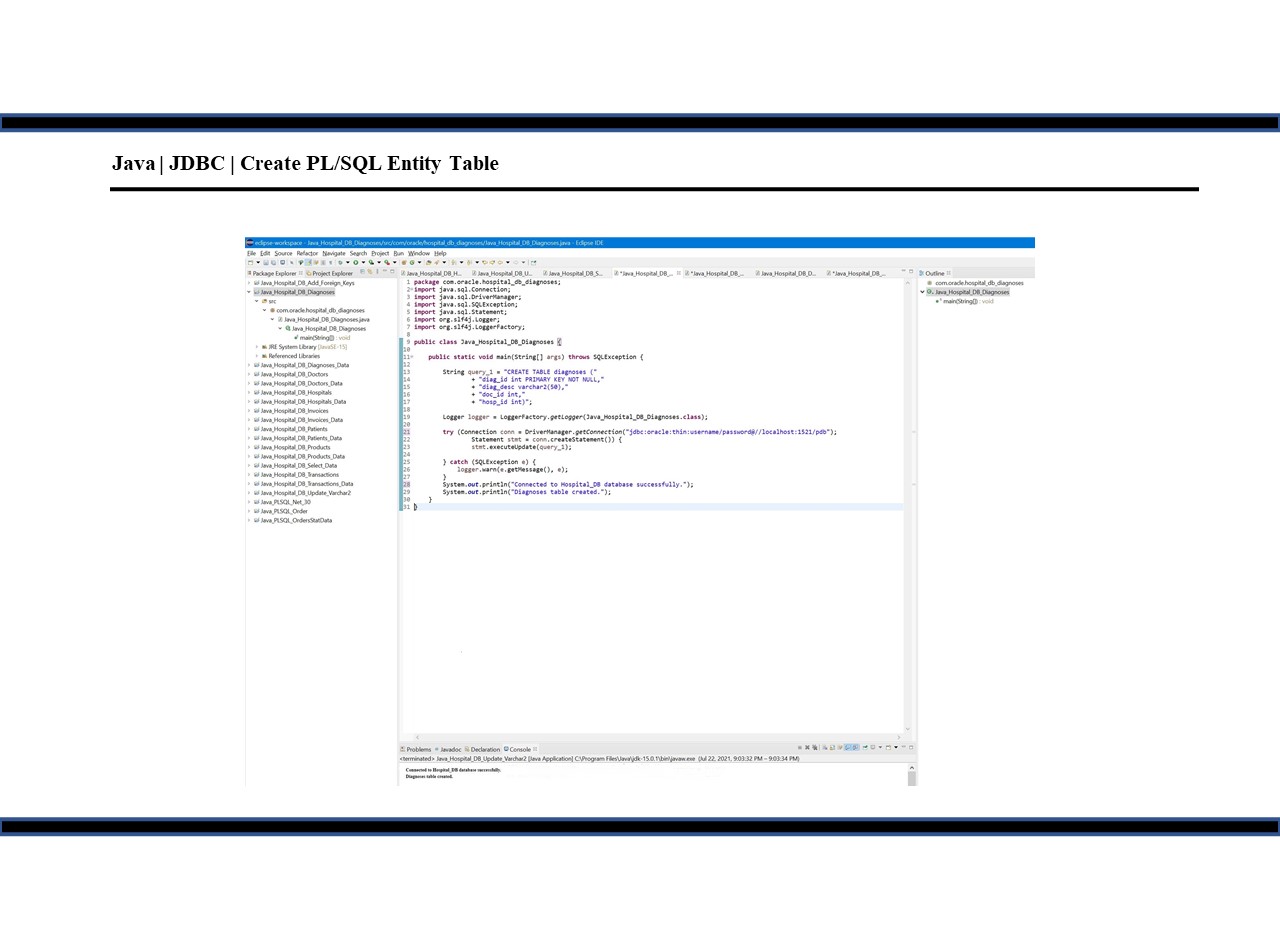 Java | JDBC | Create PL/SQL Entity Table
eclipse-workspace - Java_Hospital_DB_Diagnoses/src/com/oracle/hospital_db_diagnoses/Java_Hospital_DB_Diagnoses.java - Eclipse IDE
File Edit Source Refactor Navigate Search Project Run Window Help
Package Explorer Project Explorer
Java_Hospital_DB_Add_Foreign_Keys
Java_Hospital_DB_Diagnoses
src
com.oracle.hospital_db_diagnoses
Java_Hospital_DB_Diagnoses.java
Java_Hospital_DB_Diagnoses
main(String[]) : void
JRE System Library [JavaSE-15]
Referenced Libraries
Java_Hospital_DB_Diagnoses_Data
Java_Hospital_DB_Doctors
Java_Hospital_DB_Doctors_Data
Java_Hospital_DB_Hospitals
Java_Hospital_DB_Hospitals_Data
Java_Hospital_DB_Invoices
Java_Hospital_DB_Invoices_Data
Java_Hospital_DB_Patients
Java_Hospital_DB_Patients_Data
Java_Hospital_DB_Products
Java_Hospital_DB_Products_Data
Java_Hospital_DB_Select_Data
Java_Hospital_DB_Transactions
Java_Hospital_DB_Transactions_Data
Java_Hospital_DB_Update_Varchar2
Java_PLSQL_Net_30
Java_PLSQL_Order
Java_PLSQL_OrdersStatData
Java_Hospital_DB_H... Java_Hospital_DB_U... Java_Hospital_DB_S... *Java_Hospital_DB_... *Java_Hospital_DB_... Java_Hospital_DB_D... *Java_Hospital_DB_...
1 package com.oracle.hospital_db_diagnoses;
2 import java.sql.Connection;
3 import java.sql.DriverManager;
4 import java.sql.SQLException;
5 import java.sql.Statement;
6 import org.slf4j.Logger;
7 import org.slf4j.LoggerFactory;
8
9 public class Java_Hospital_DB_Diagnoses {
10
11 public static void main(String[] args) throws SQLException {
12
13 String query_1 = "CREATE TABLE diagnoses ("
14 + "diag_id int PRIMARY KEY NOT NULL,"
15 + "diag_desc varchar2(50),"
16 + "doc_id int,"
17 + "hosp_id int)";
18
19 Logger logger = LoggerFactory.getLogger(Java_Hospital_DB_Diagnoses.class);
20
21 try (Connection conn = DriverManager.getConnection("jdbc:oracle:thin:username/password@//localhost:1521/pdb");
22 Statement stmt = conn.createStatement()) {
23 stmt.executeUpdate(query_1);
24
25 } catch (SQLException e) {
26 logger.warn(e.getMessage(), e);
27 }
28 System.out.println("Connected to Hospital_DB database successfully.");
29 System.out.println("Diagnoses table created.");
30 }
31 }
Outline
com.oracle.hospital_db_diagnoses
Java_Hospital_DB_Diagnoses
main(String[]) : void
Problems Javadoc Declaration Console
<terminated> Java_Hospital_DB_Update_Varchar2 [Java Application] C:\Program Files\Java\jdk-15.0.1\bin\javaw.exe (Jul 22, 2021, 9:03:32 PM – 9:03:34 PM)
Connected to Hospital_DB database successfully.
Diagnoses table created.